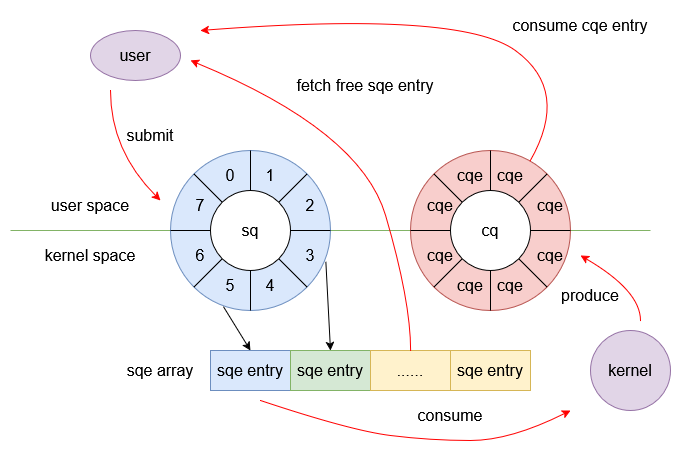 consume cqe entry
user
fetch free sqe entry
submit
0
1
cqe
cqe
7
2
cqe
cqe
user space
sq
cq
kernel space
6
3
cqe
cqe
5
4
cqe
cqe
produce
sqe array
sqe entry
sqe entry
......
sqe entry
kernel
consume